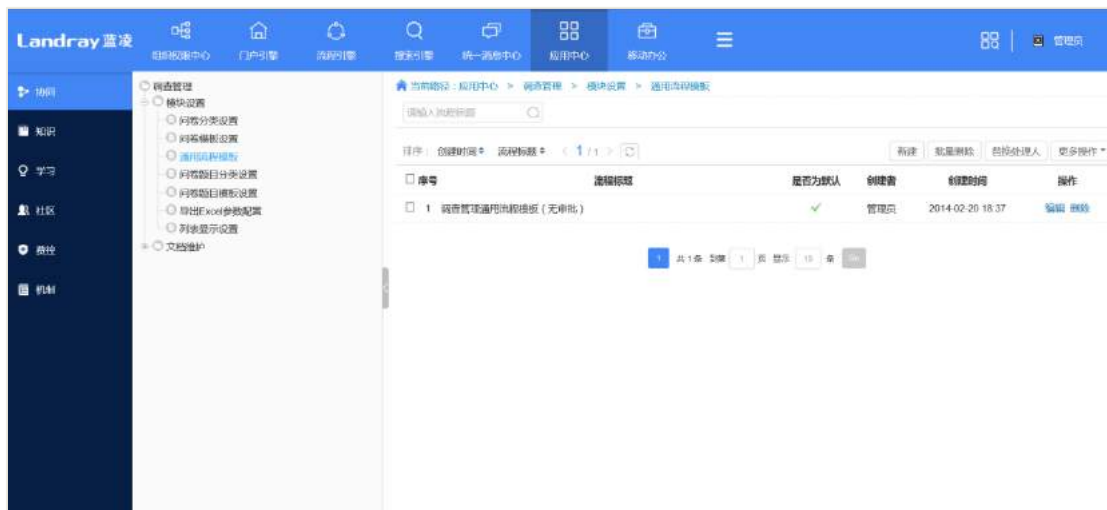 Landray蓝凌
组织权限中心 门户引擎 流程引擎 搜索引擎 统一消息中心 应用中心 移动办公 管理员
协同
知识
学习
社区
费控
机制
调查管理
模块设置
问卷分类设置
问卷模板设置
通用流程模板
问卷题目分类设置
问卷题目模板设置
导出Excel参数配置
列表显示设置
文档维护
当前路径：应用中心 > 调查管理 > 模块设置 > 通用流程模板
请输入流程标题
排序： 创建时间 流程标题 < 1 / 1 > 新建 批量删除 替换处理人 更多操作
序号 流程标题 是否为默认 创建者 创建时间 操作
1 调查管理通用流程模板（无审批） 管理员 2014-02-20 18:37 编辑 删除
1 共 1 条 到第 1 页 显示 15 条 Go